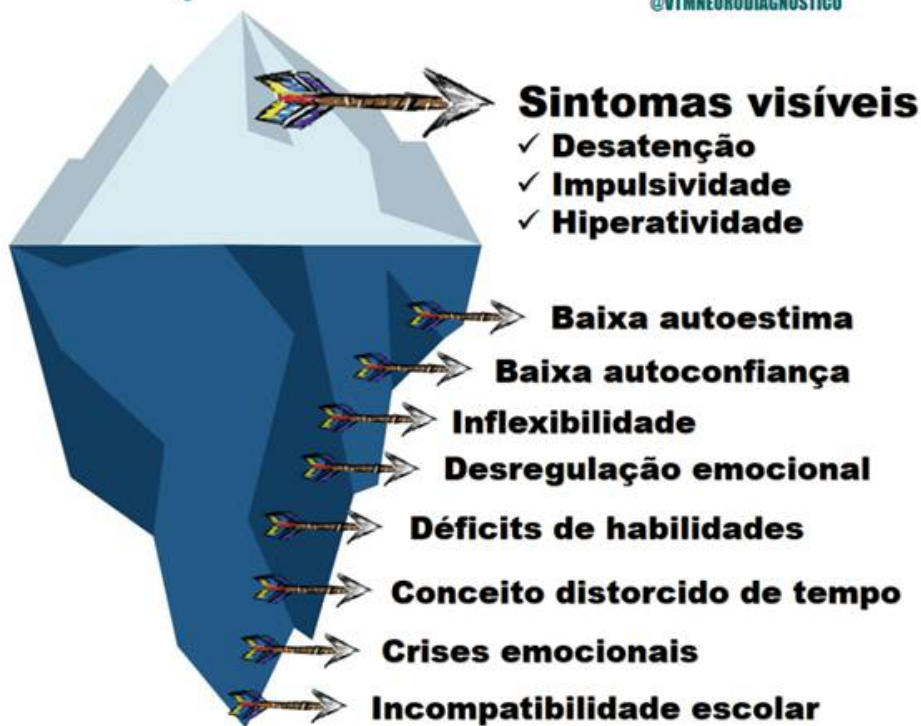 @VTMNEURODIAGNOSTICO
Sintomas visíveis
✓ Desatenção
✓ Impulsividade
✓ Hiperatividade
Baixa autoestima
Baixa autoconfiança
Inflexibilidade
Desregulação emocional
Déficits de habilidades
Conceito distorcido de tempo
Crises emocionais
Incompatibilidade escolar